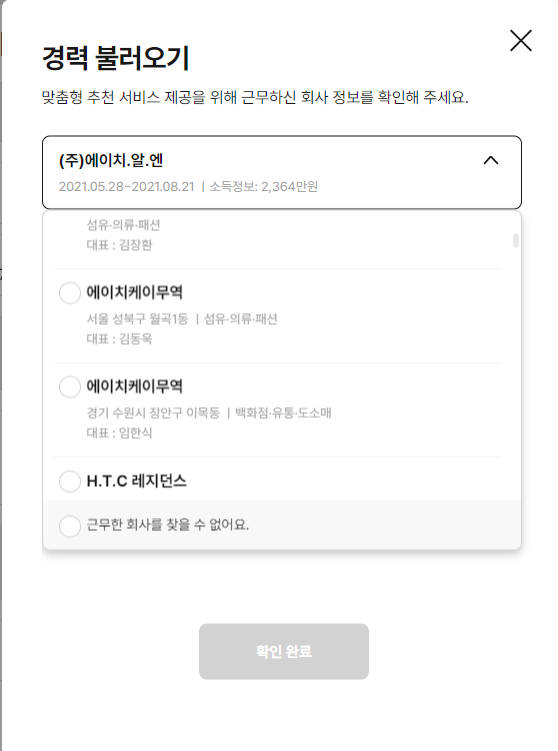 경력 불러오기
맞춤형 추천 서비스 제공을 위해 근무하신 회사 정보를 확인해 주세요.
(주)에이치.알.엔
2021.05.28~2021.08.21 | 소득정보: 2,364만원
섬유·의류·패션
대표 : 김장환
에이치케이무역
서울 성북구 월곡1동 | 섬유·의류·패션
대표 : 김동욱
에이치케이무역
경기 수원시 장안구 이목동 | 백화점·유통·도소매
대표 : 임한식
H.T.C 레지던스
근무한 회사를 찾을 수 없어요.
확인 완료